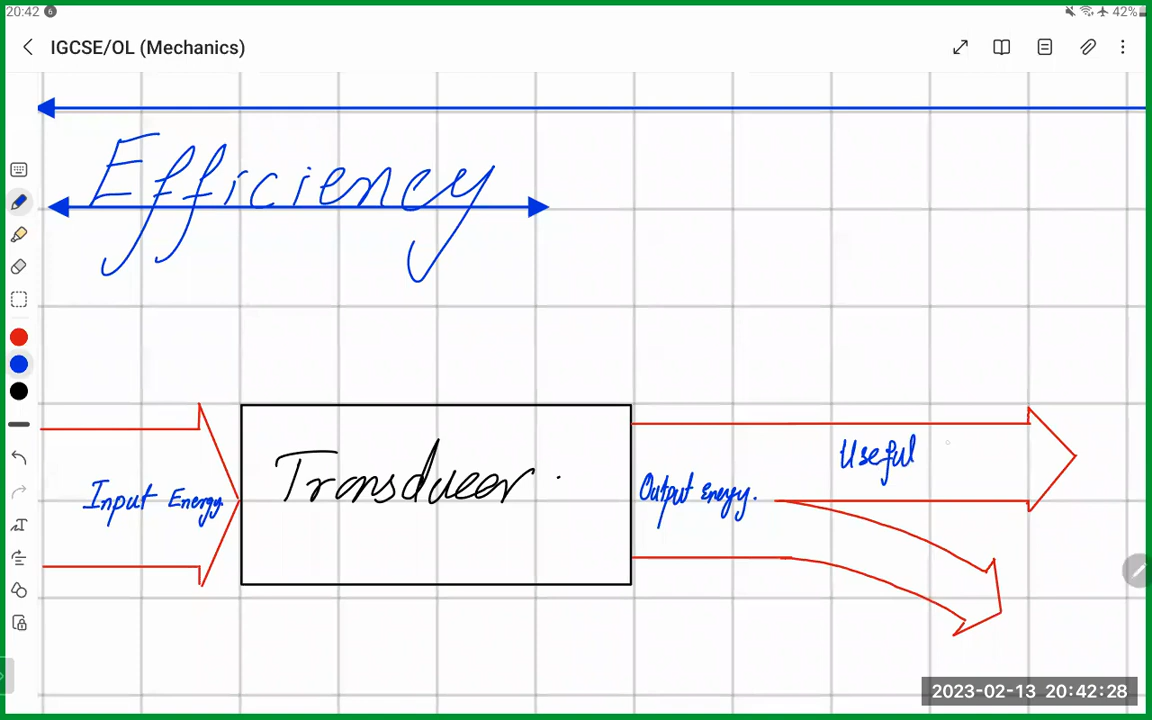 20:42 6 42%
IGCSE/OL (Mechanics)
Efficiency
Useful
Input Energy
Transducer.
Output Energy.
2023-02-13 20:42:28